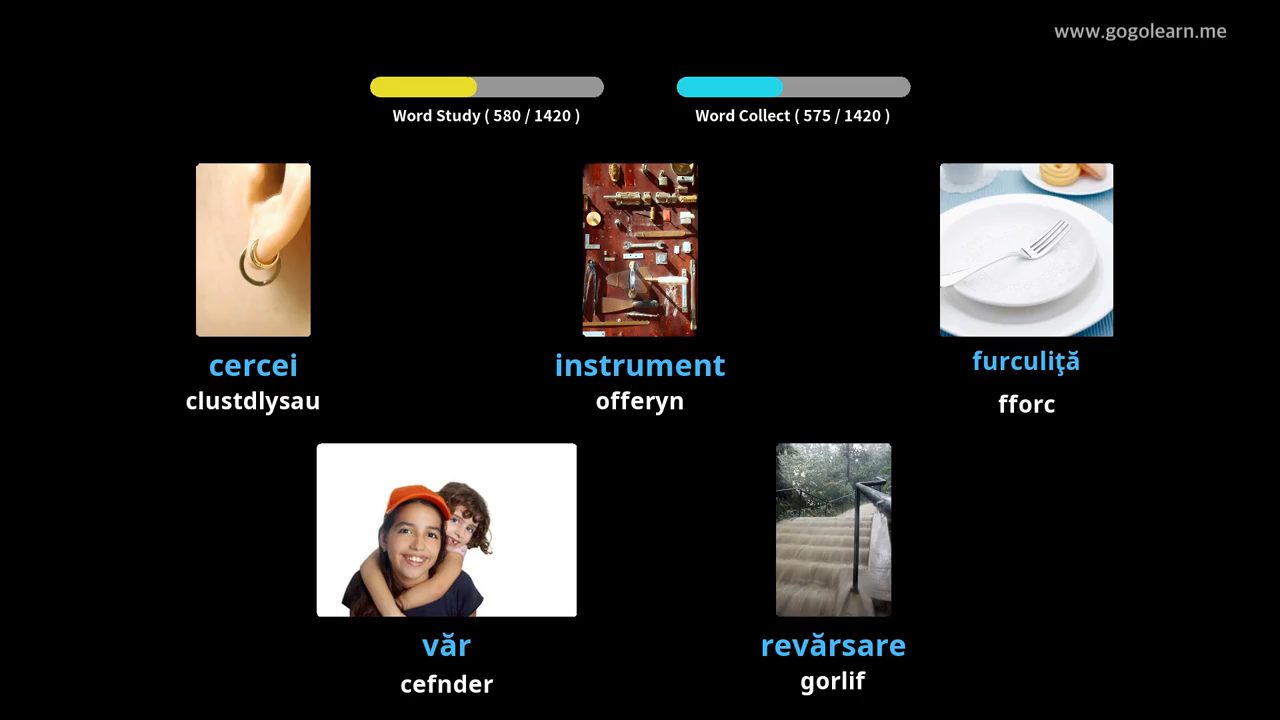 www.gogolearn.me
Word Study ( 580 / 1420 )
Word Collect ( 575 / 1420 )
cercei
clustdlysau
instrument
offeryn
furculiţă
fforc
văr
cefnder
revărsare
gorlif